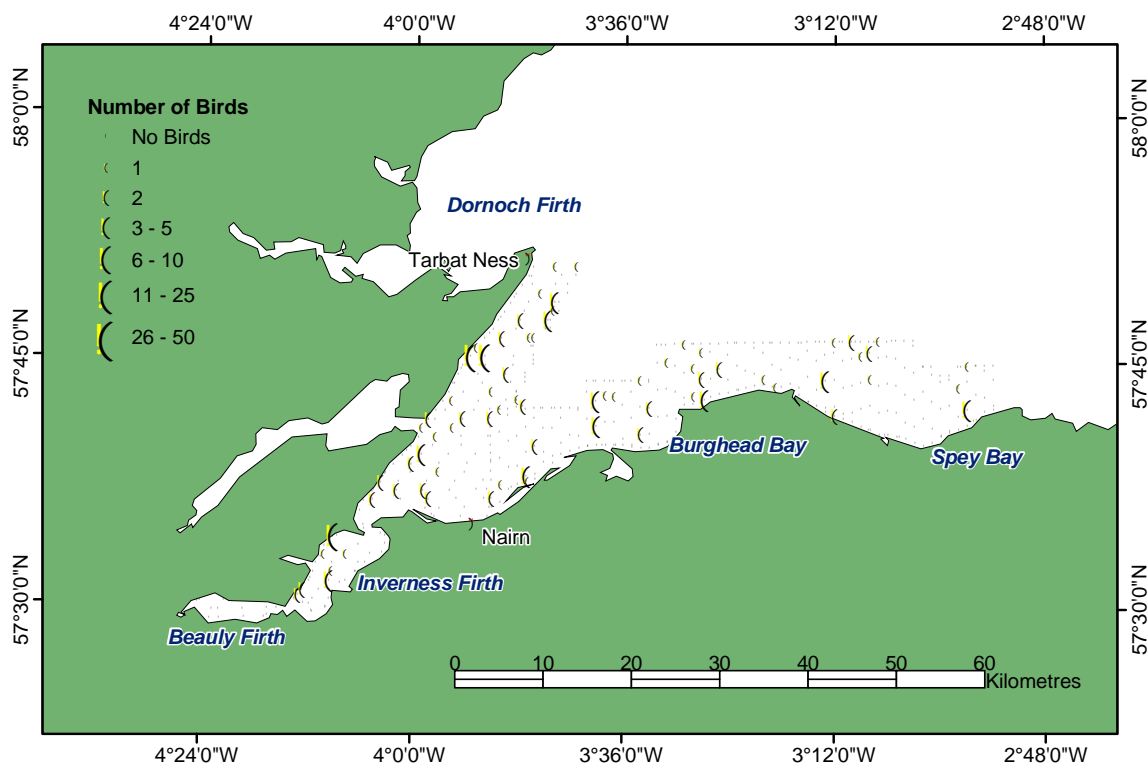 4°24'0"W 4°0'0"W 3°36'0"W 3°12'0"W 2°48'0"W
58°0'0"N
58°0'0"N
Number of Birds
No Birds
1
2
3 - 5
6 - 10
11 - 25
26 - 50
Dornoch Firth
Tarbat Ness
57°45'0"N
57°45'0"N
Burghead Bay
Spey Bay
Nairn
Inverness Firth
57°30'0"N
57°30'0"N
Beauly Firth
0 10 20 30 40 50 60
Kilometres
4°24'0"W 4°0'0"W 3°36'0"W 3°12'0"W 2°48'0"W